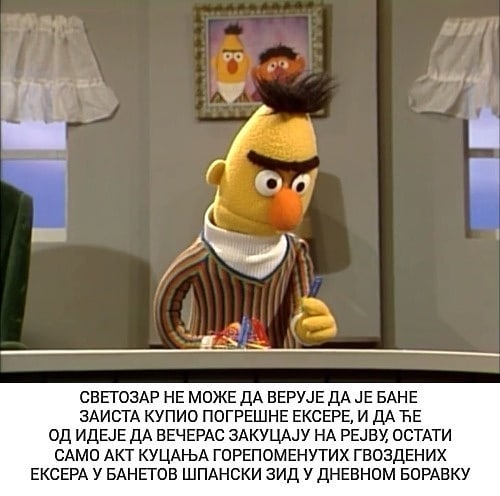 СВЕТОЗАР НЕ МОЖЕ ДА ВЕРУЈЕ ДА ЈЕ БАНЕ
ЗАИСТА КУПИО ПОГРЕШНЕ ЕКСЕРЕ, И ДА ЋЕ
ОД ИДЕЈЕ ДА ВЕЧЕРАС ЗАКУЦАЈУ НА РЕЈВУ, ОСТАТИ
САМО АКТ КУЦАЊА ГОРЕПОМЕНУТИХ ГВОЗДЕНИХ
ЕКСЕРА У БАНЕТОВ ШПАНСКИ ЗИД У ДНЕВНОМ БОРАВКУ